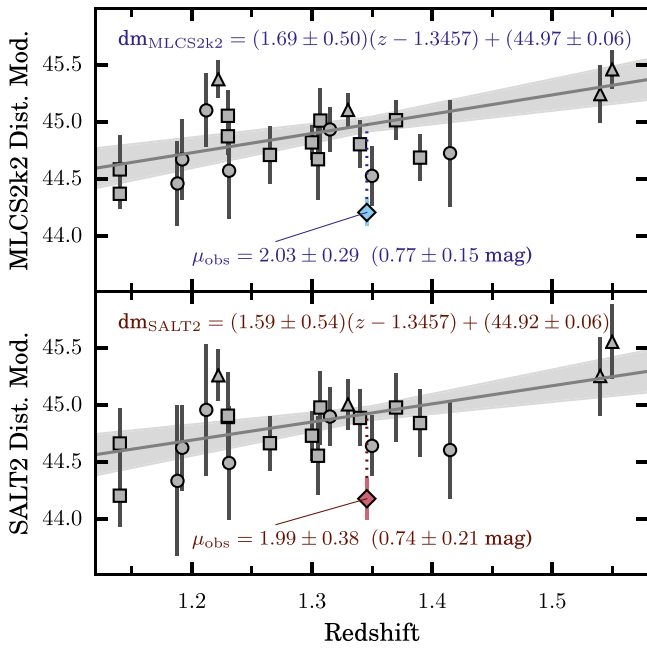 dm_MLCS2k2 = (1.69 ± 0.50)(z − 1.3457) + (44.97 ± 0.06)
45.5
45.0
44.5
44.0
MLCS2k2 Dist. Mod.
μ_obs = 2.03 ± 0.29 (0.77 ± 0.15 mag)
dm_SALT2 = (1.59 ± 0.54)(z − 1.3457) + (44.92 ± 0.06)
45.5
45.0
44.5
44.0
SALT2 Dist. Mod.
μ_obs = 1.99 ± 0.38 (0.74 ± 0.21 mag)
1.2 1.3 1.4 1.5
Redshift